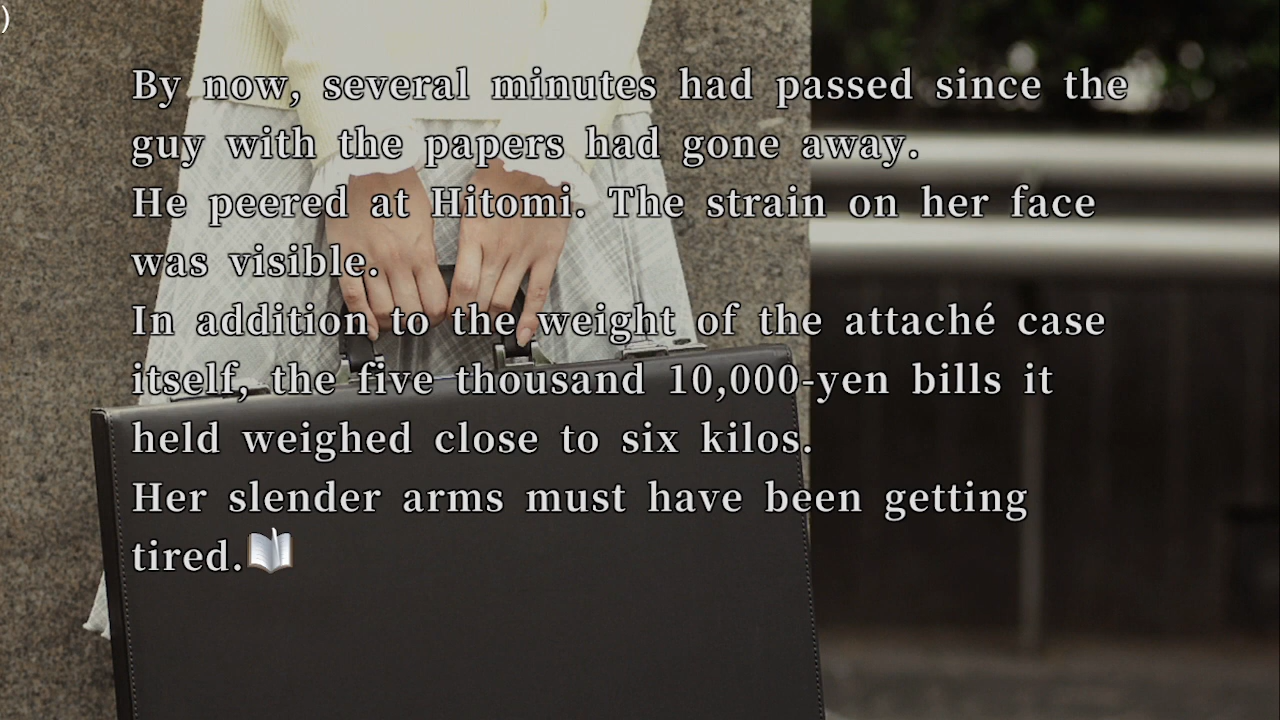 )
By now, several minutes had passed since the
guy with the papers had gone away.
He peered at Hitomi. The strain on her face
was visible.
In addition to the weight of the attaché case
itself, the five thousand 10,000-yen bills it
held weighed close to six kilos.
Her slender arms must have been getting
tired.